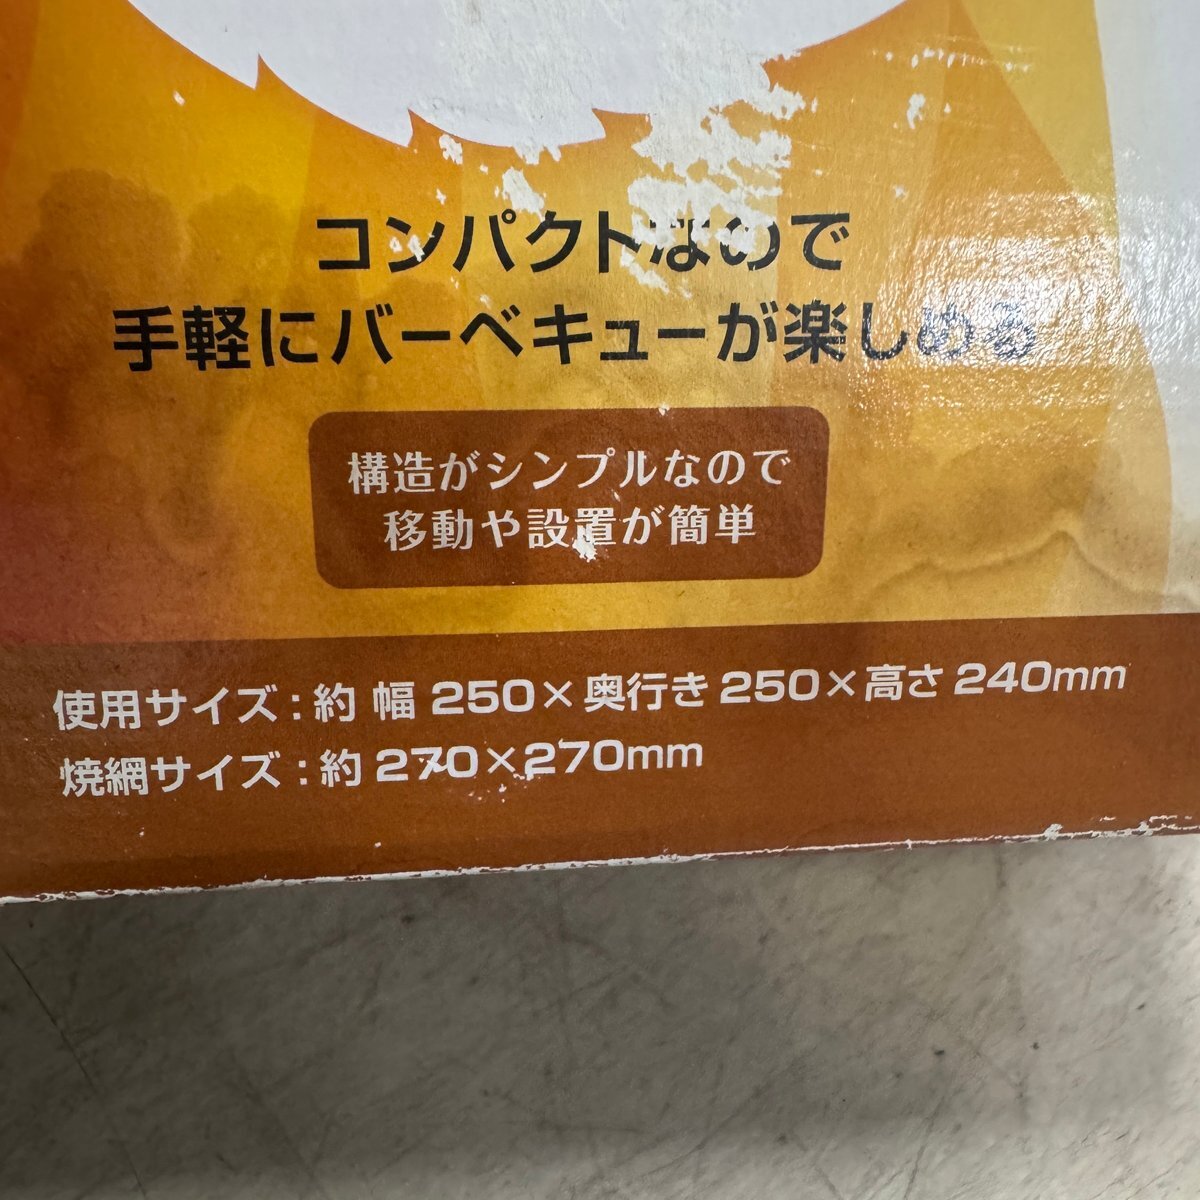 コンパクトなので
手軽にバーベキューが楽しめる
構造がシンプルなので
移動や設置が簡単
使用サイズ：約 幅 250×奥行き 250×高さ 240mm
焼網サイズ：約 270×270mm